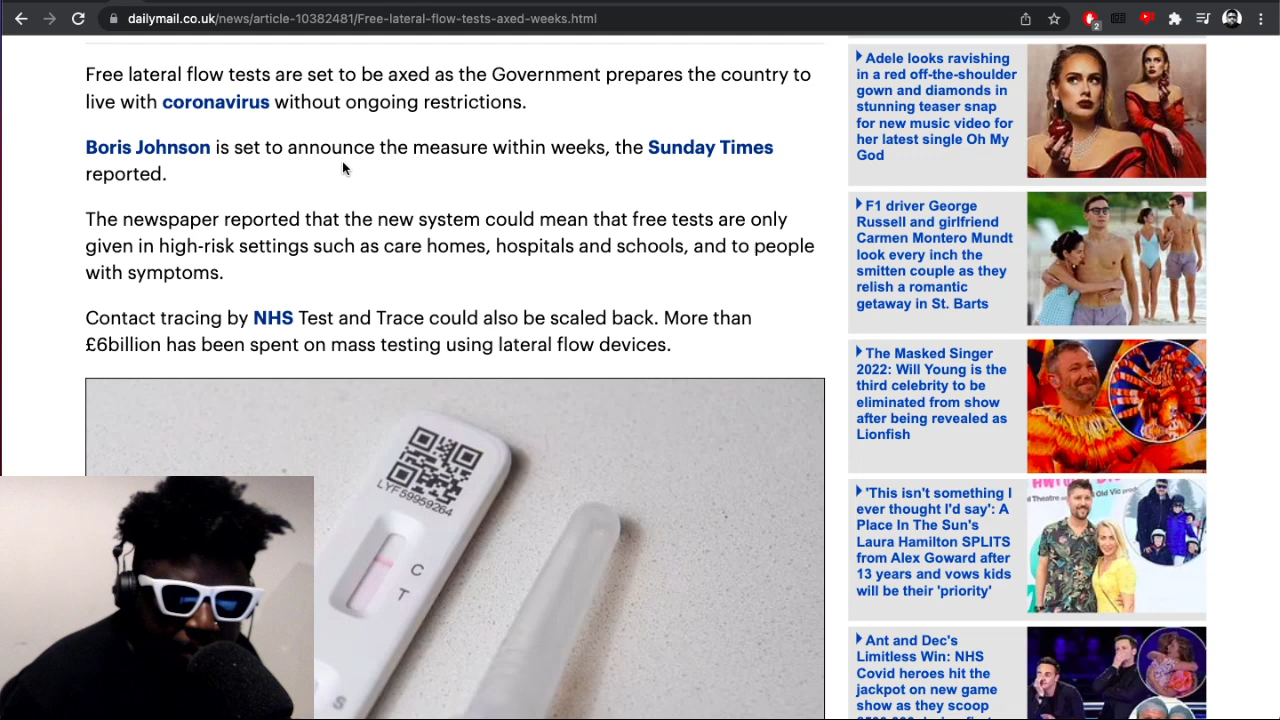 dailymail.co.uk/news/article-10382481/Free-lateral-flow-tests-axed-weeks.html
2
Free lateral flow tests are set to be axed as the Government prepares the country to
live with coronavirus without ongoing restrictions.
Boris Johnson is set to announce the measure within weeks, the Sunday Times
reported.
The newspaper reported that the new system could mean that free tests are only
given in high-risk settings such as care homes, hospitals and schools, and to people
with symptoms.
Contact tracing by NHS Test and Trace could also be scaled back. More than
£6billion has been spent on mass testing using lateral flow devices.
LYF59959264
C
T
Adele looks ravishing
in a red off-the-shoulder
gown and diamonds in
stunning teaser snap
for new music video for
her latest single Oh My
God
F1 driver George
Russell and girlfriend
Carmen Montero Mundt
look every inch the
smitten couple as they
relish a romantic
getaway in St. Barts
The Masked Singer
2022: Will Young is the
third celebrity to be
eliminated from show
after being revealed as
Lionfish
'This isn't something I
ever thought I'd say': A
Place In The Sun's
Laura Hamilton SPLITS
from Alex Goward after
13 years and vows kids
will be their 'priority'
Theatre
Old Vic
Ant and Dec's
Limitless Win: NHS
Covid heroes hit the
jackpot on new game
show as they scoop